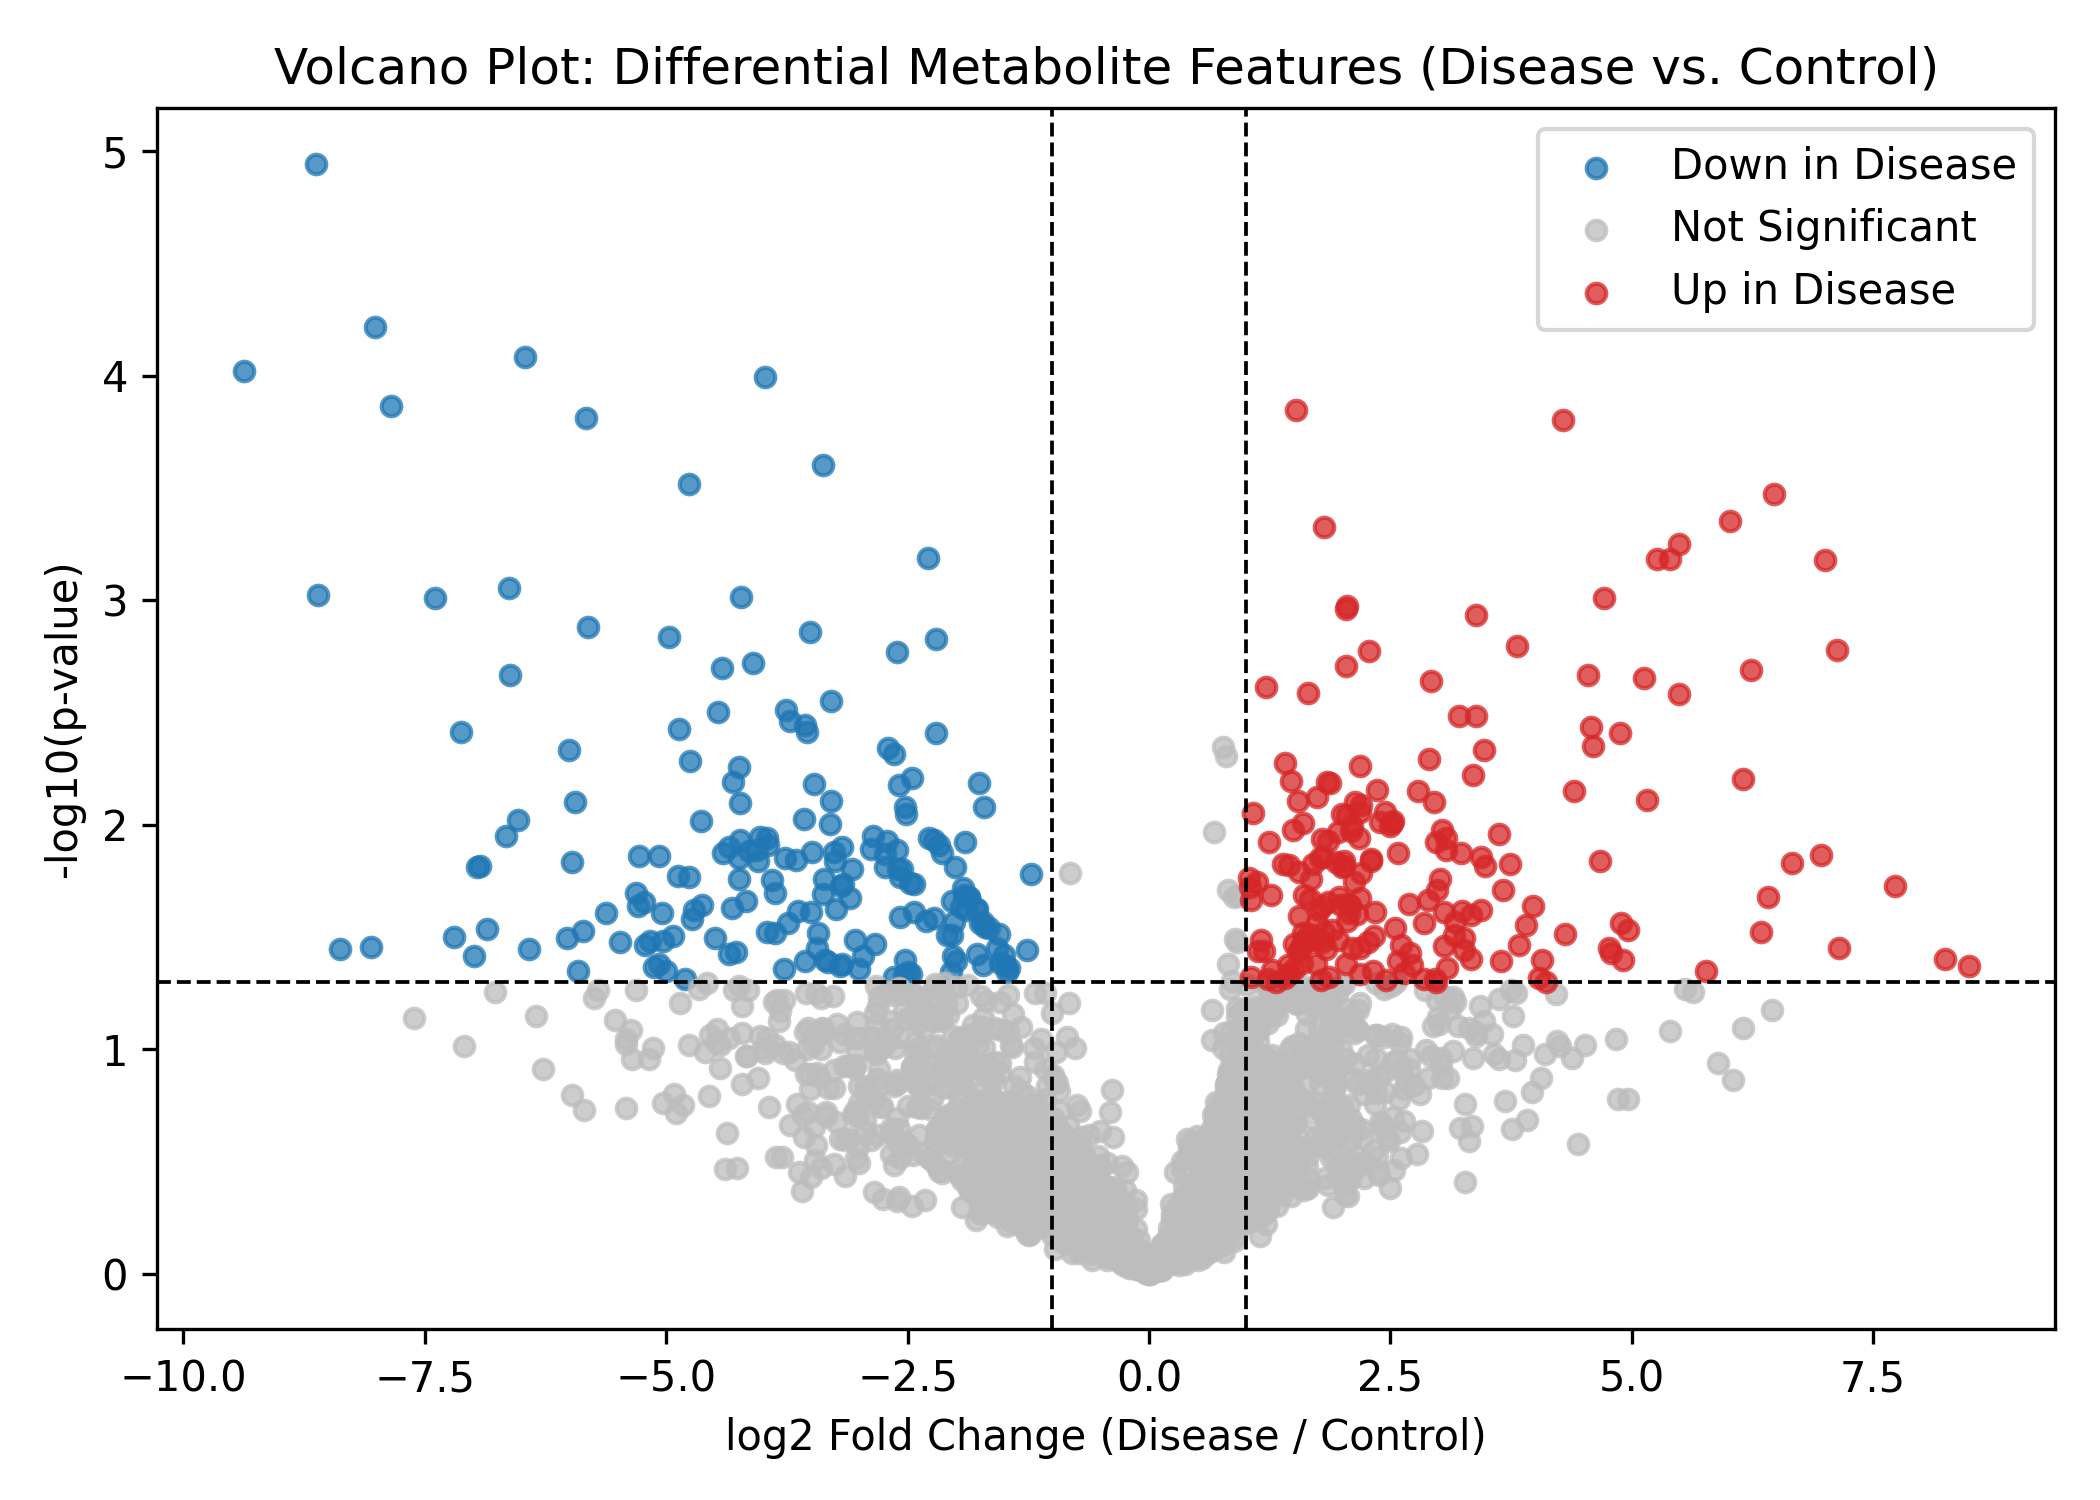 Volcano Plot: Differential Metabolite Features (Disease vs. Control)
Down in Disease
Not Significant
Up in Disease
5
4
3
2
1
0
-log10(p-value)
−10.0 −7.5 −5.0 −2.5 0.0 2.5 5.0 7.5
log2 Fold Change (Disease / Control)